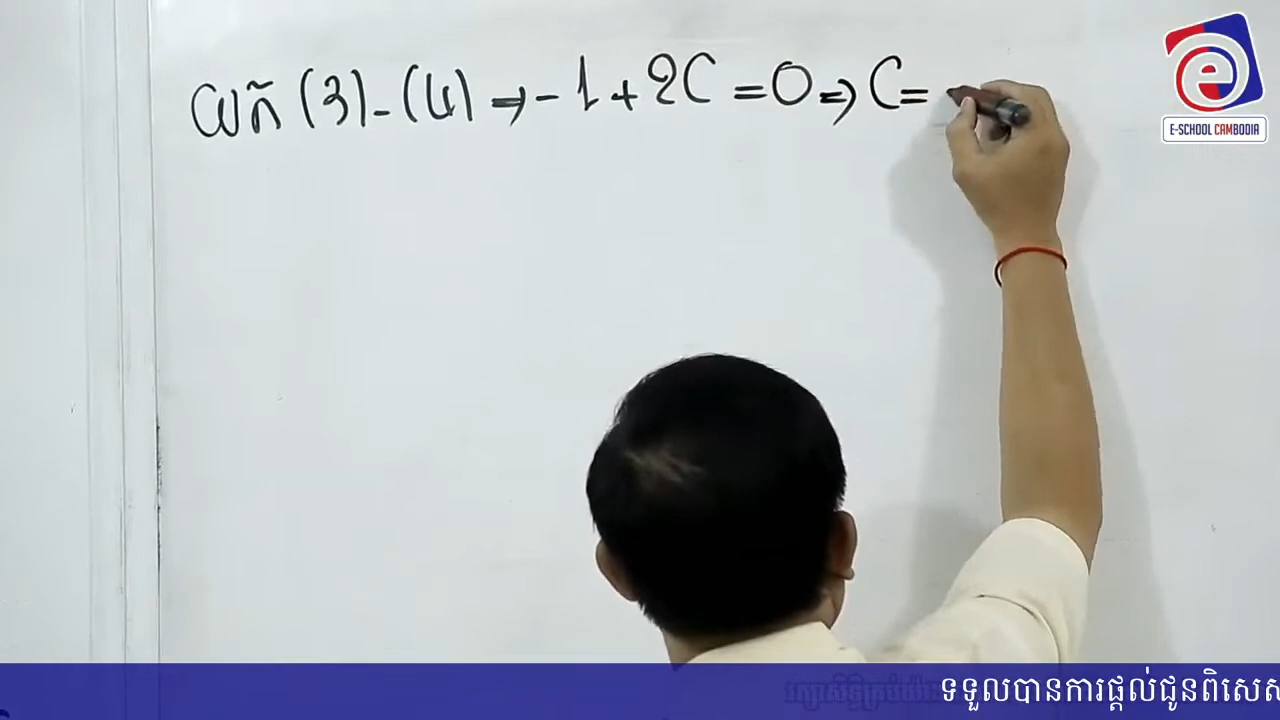 យក (3) - (4) ⇒ - 1 + 2C = 0 ⇒ C =
e
E-SCHOOL CAMBODIA
ទទួលបានការផ្តល់ជូនពិសេស